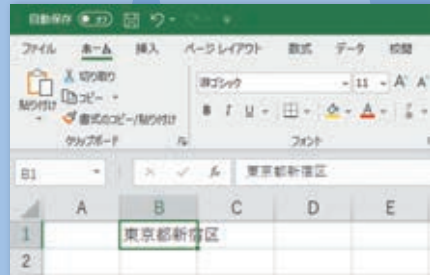 自動保存 オフ
ファイル ホーム 挿入 ページレイアウト 数式 データ 校閲
切り取り
コピー
書式のコピー/貼り付け
貼り付け
クリップボード
游ゴシック 11 A A
B I U A
フォント
B1 fx 東京都新宿区
A B C D E
1 東京都新宿区
2